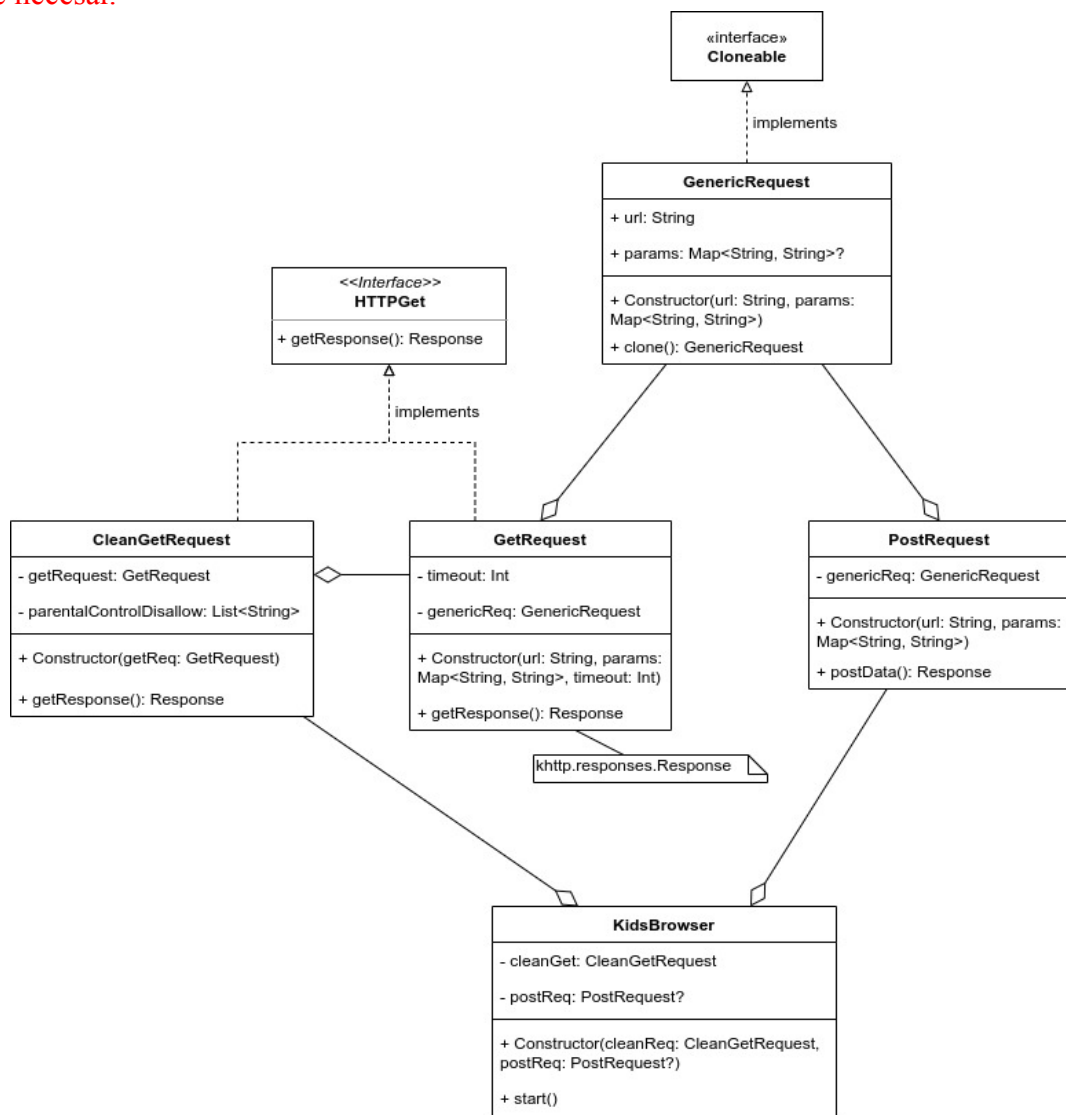 necesar.
«interface»
Cloneable
implements
GenericRequest
+ url: String
+ params: Map<String, String>?
+ Constructor(url: String, params:
Map<String, String>)
+ clone(): GenericRequest
<<Interface>>
HTTPGet
+ getResponse(): Response
implements
CleanGetRequest
- getRequest: GetRequest
- parentalControlDisallow: List<String>
+ Constructor(getReq: GetRequest)
+ getResponse(): Response
GetRequest
- timeout: Int
- genericReq: GenericRequest
+ Constructor(url: String, params:
Map<String, String>, timeout: Int)
+ getResponse(): Response
PostRequest
- genericReq: GenericRequest
+ Constructor(url: String, params:
Map<String, String>)
+ postData(): Response
khttp.responses.Response
KidsBrowser
- cleanGet: CleanGetRequest
- postReq: PostRequest?
+ Constructor(cleanReq: CleanGetRequest,
postReq: PostRequest?)
+ start()